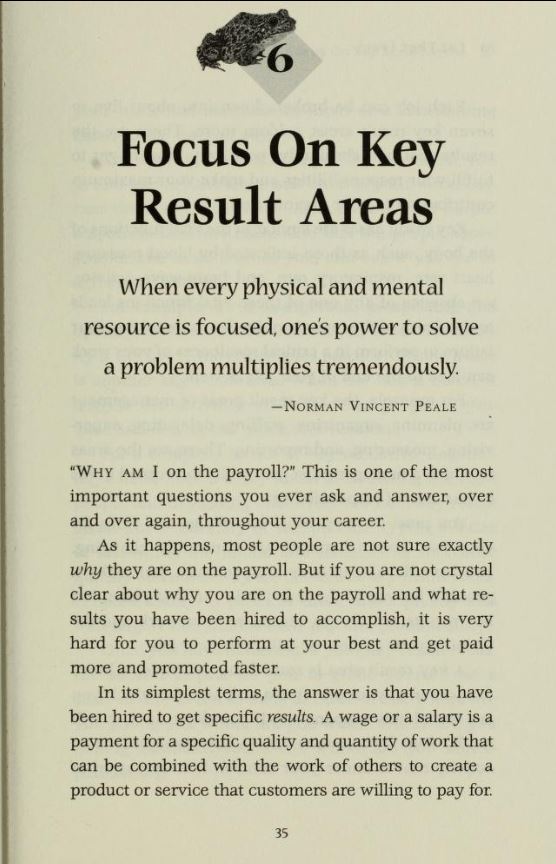 6
Focus On Key
Result Areas
When every physical and mental
resource is focused, one's power to solve
a problem multiplies tremendously.
—NORMAN VINCENT PEALE
"WHY AM I on the payroll?" This is one of the most
important questions you ever ask and answer, over
and over again, throughout your career.
As it happens, most people are not sure exactly
why they are on the payroll. But if you are not crystal
clear about why you are on the payroll and what re-
sults you have been hired to accomplish, it is very
hard for you to perform at your best and get paid
more and promoted faster.
In its simplest terms, the answer is that you have
been hired to get specific results. A wage or a salary is a
payment for a specific quality and quantity of work that
can be combined with the work of others to create a
product or service that customers are willing to pay for.
35